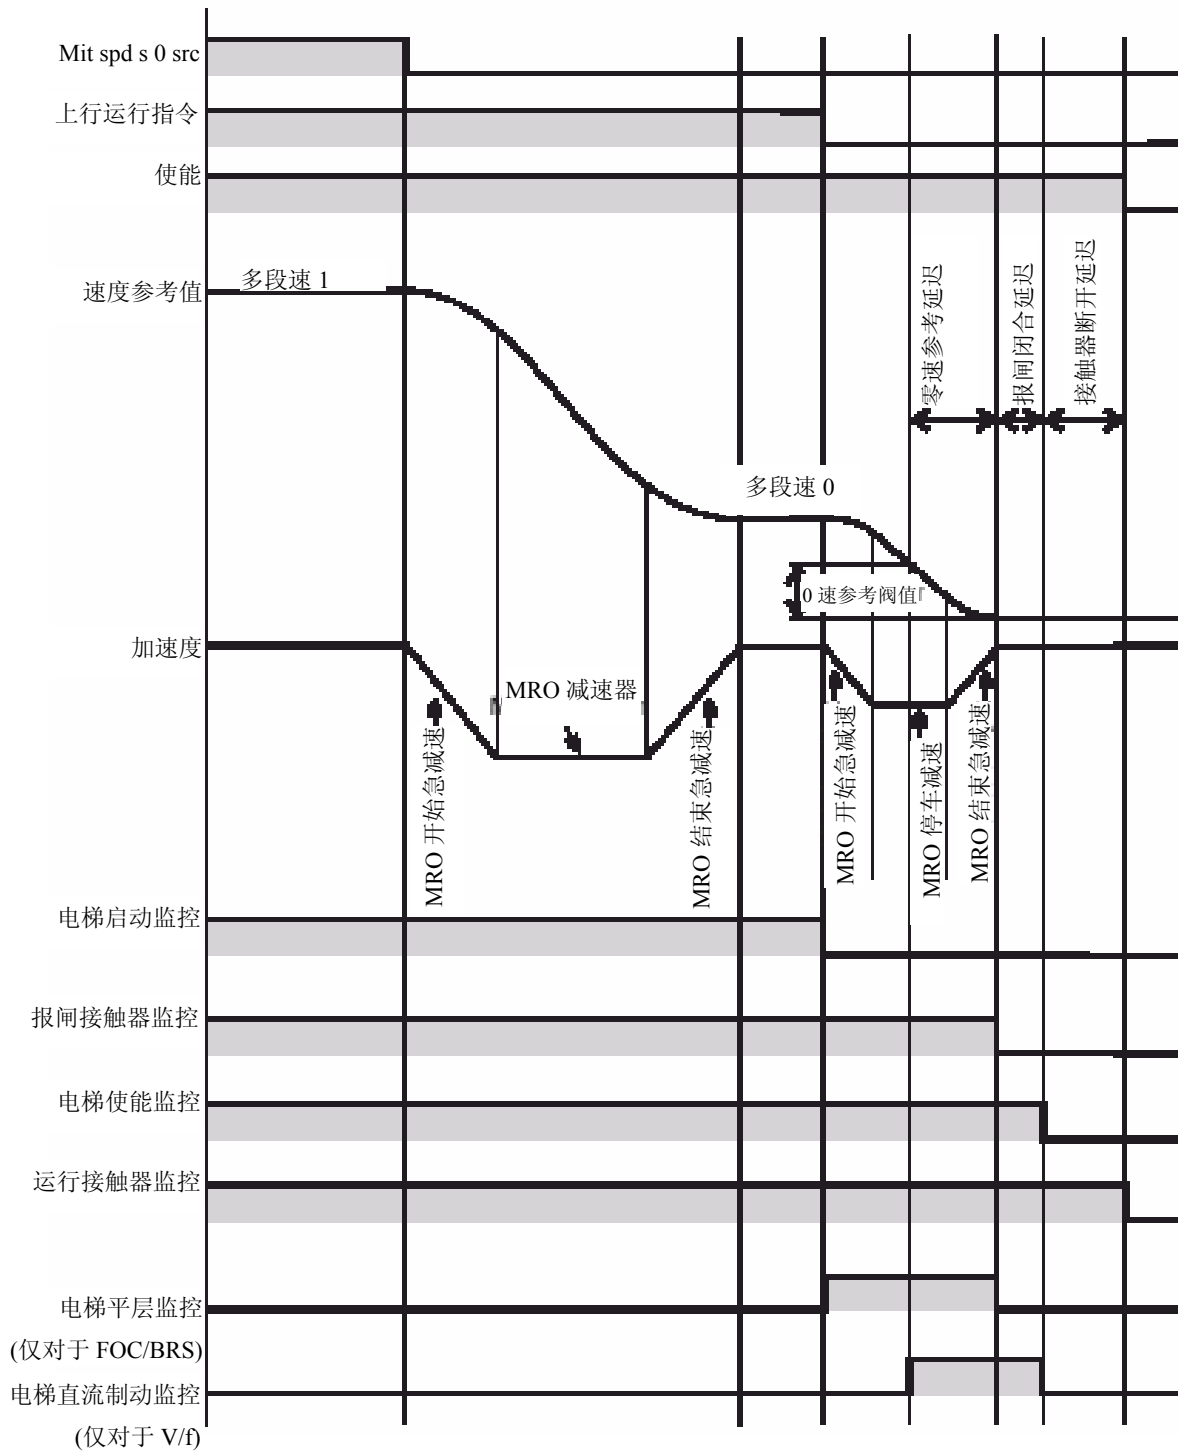 Mit spd s 0 src
上行运行指令
使能
速度参考值
多段速 1
零速参考延迟
报闸闭合延迟
接触器断开延迟
多段速 0
0 速参考阀值
加速度
MRO 减速器
MRO 开始急减速
MRO 结束急减速
MRO 开始急减速
MRO 停车减速
MRO 结束急减速
电梯启动监控
报闸接触器监控
电梯使能监控
运行接触器监控
电梯平层监控
(仅对于 FOC/BRS)
电梯直流制动监控
(仅对于 V/f)